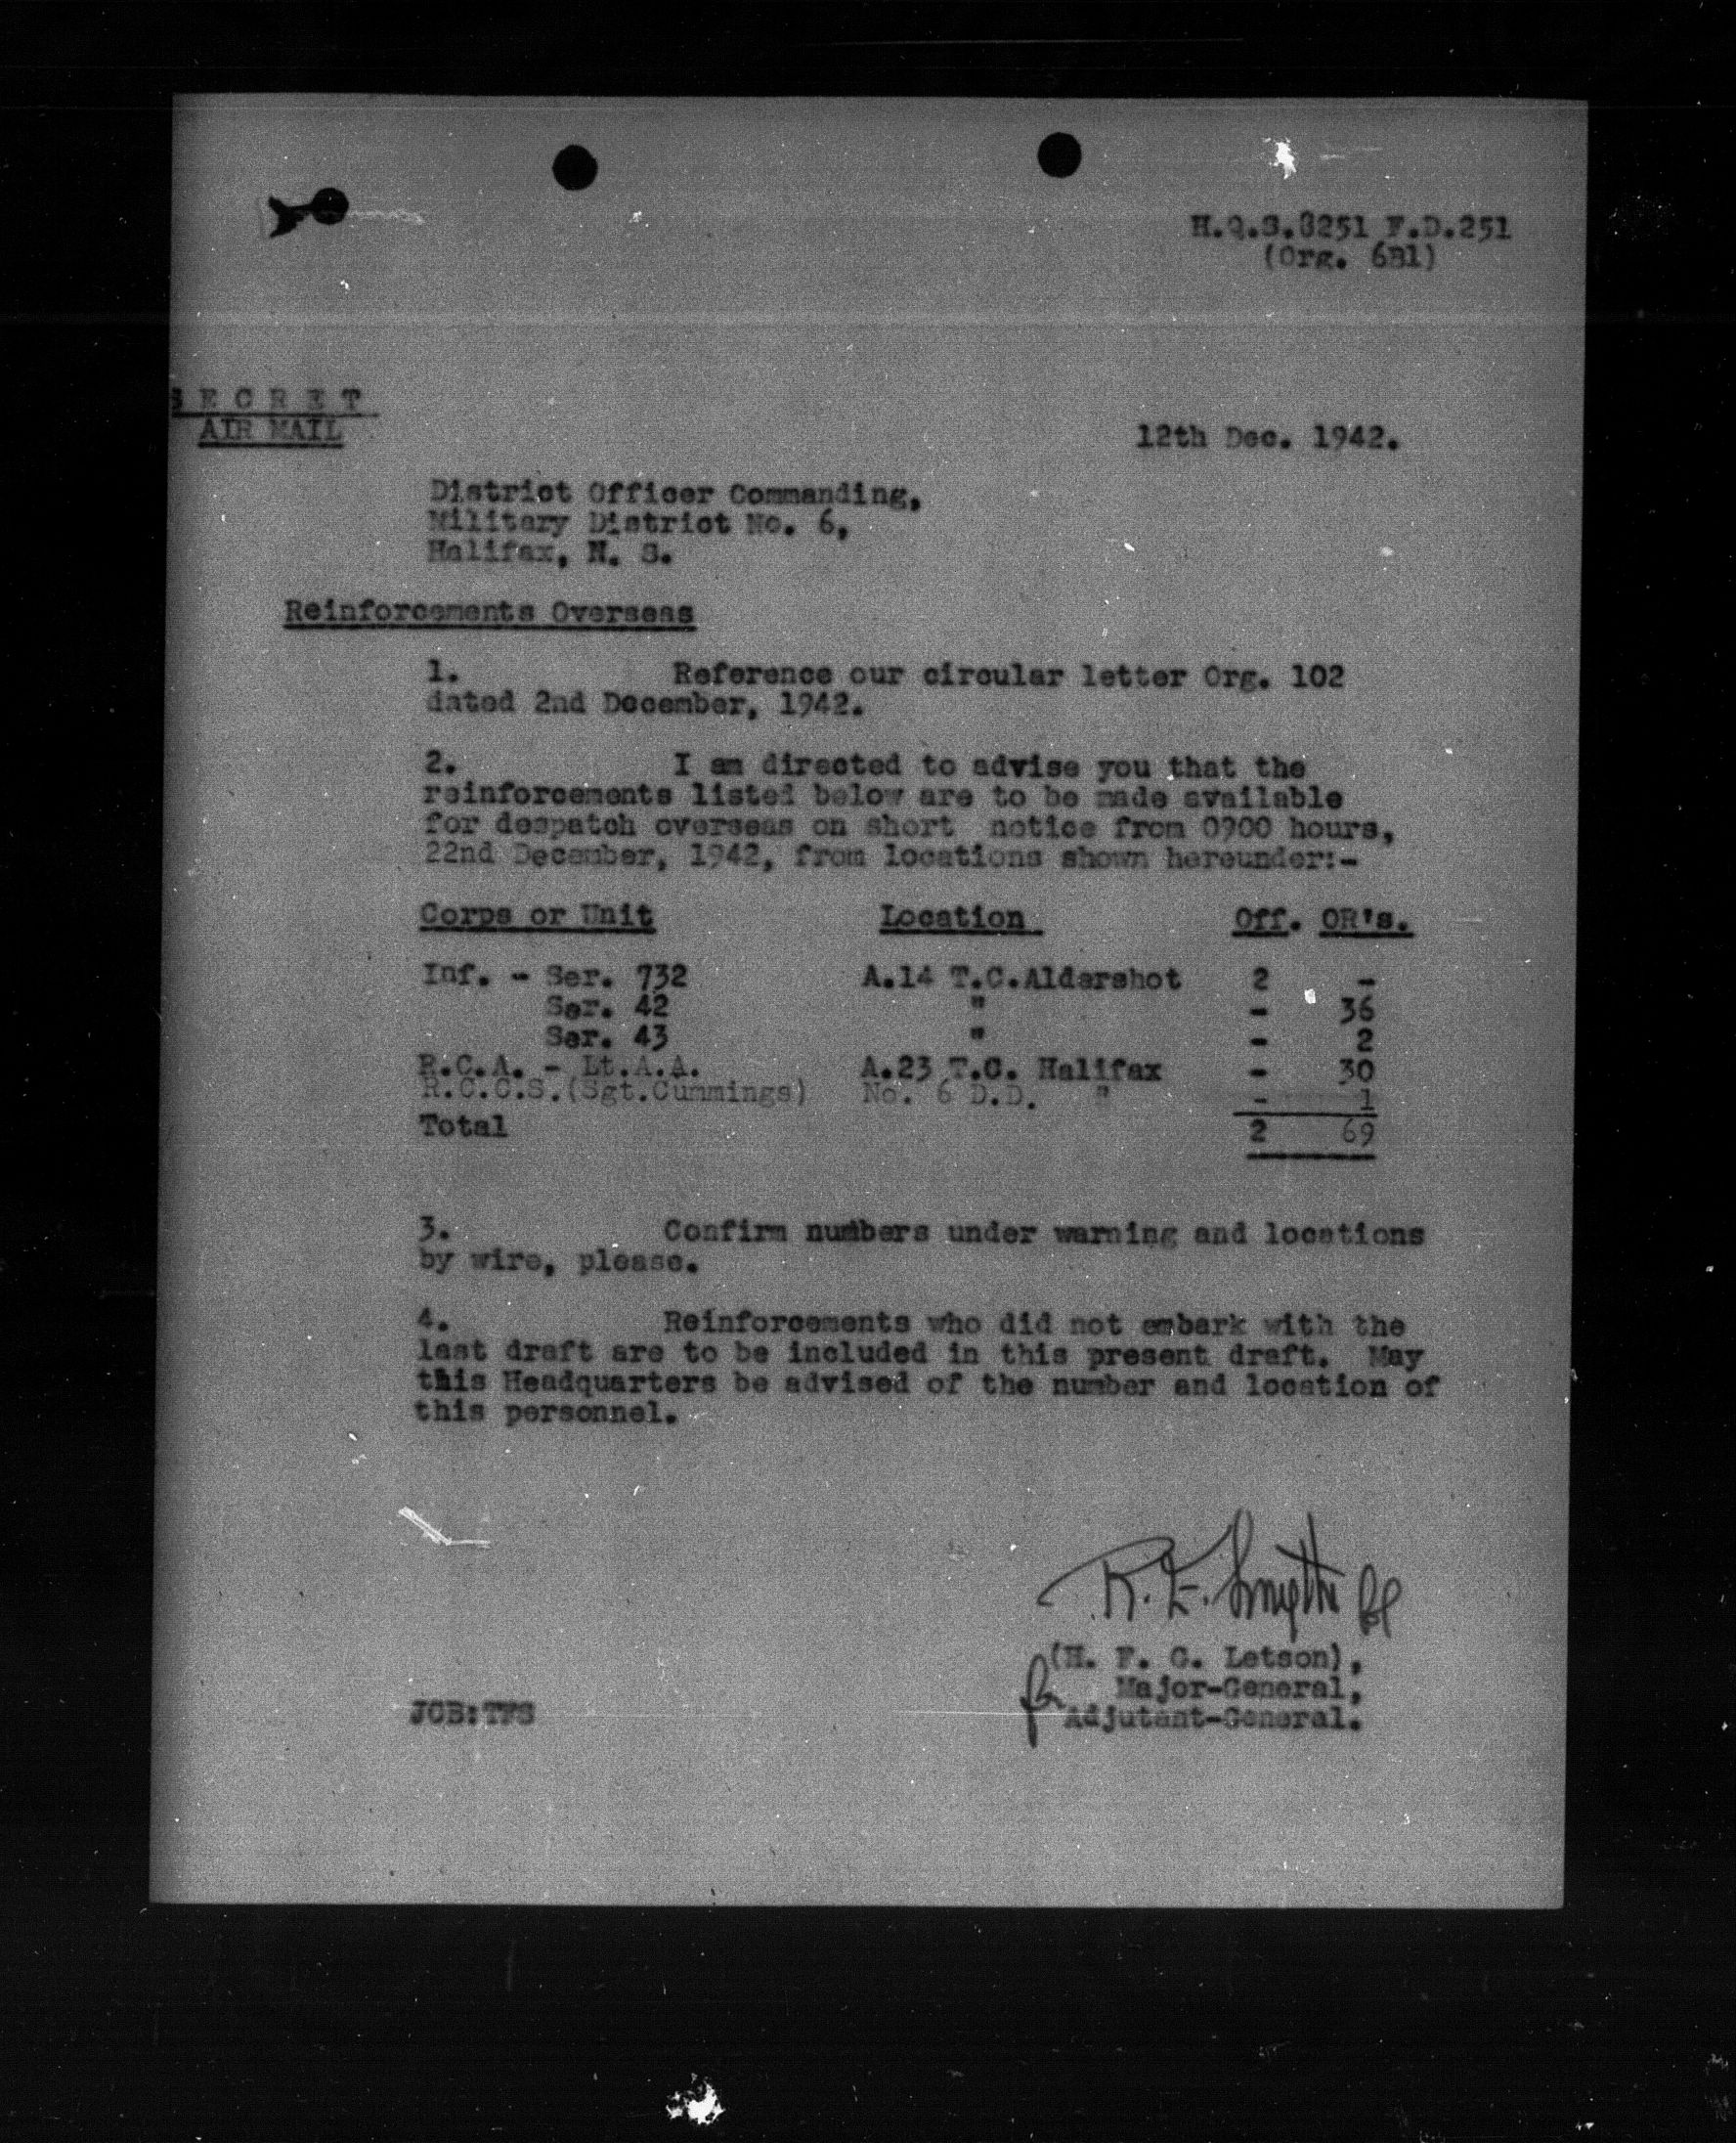 H.Q.S.8251 F.D.251
(Org. 6B1)
S E C R E T
AIR MAIL
12th Dec. 1942.
District Officer Commanding,
Military District No. 6,
Halifax, N. S.
Reinforcements Overseas
1. Reference our circular letter Org. 102
dated 2nd December, 1942.
2. I am directed to advise you that the
reinforcements listed below are to be made available
for despatch overseas on short notice from 0900 hours,
22nd December, 1942, from locations shown hereunder:-
Corps or Unit Location Off. OR's.
Inf. - Ser. 732 A.14 T.C.Aldershot 2 -
Ser. 42 " - 36
Ser. 43 " - 2
R.C.A. - Lt.A.A. A.23 T.C. Halifax - 30
R.C.C.S.(Sgt.Cummings) No. 6 D.D. " - 1
Total 2 69
3. Confirm numbers under warning and locations
by wire, please.
4. Reinforcements who did not embark with the
last draft are to be included in this present draft. May
this Headquarters be advised of the number and location of
this personnel.
R. E. Smythe
(H. F. G. Letson),
for Major-General,
Adjutant-General.
JCB:TFS